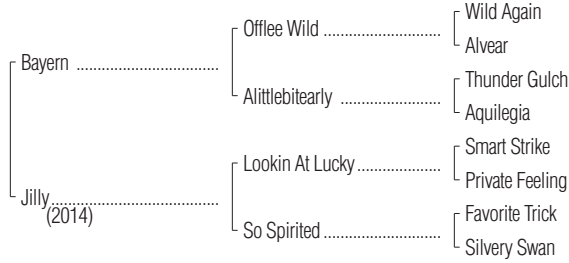 Wild Again
Offlee Wild
Alvear
Bayern
Thunder Gulch
Alittlebitearly
Aquilegia
Smart Strike
Lookin At Lucky
Private Feeling
Jilly
(2014)
Favorite Trick
So Spirited
Silvery Swan